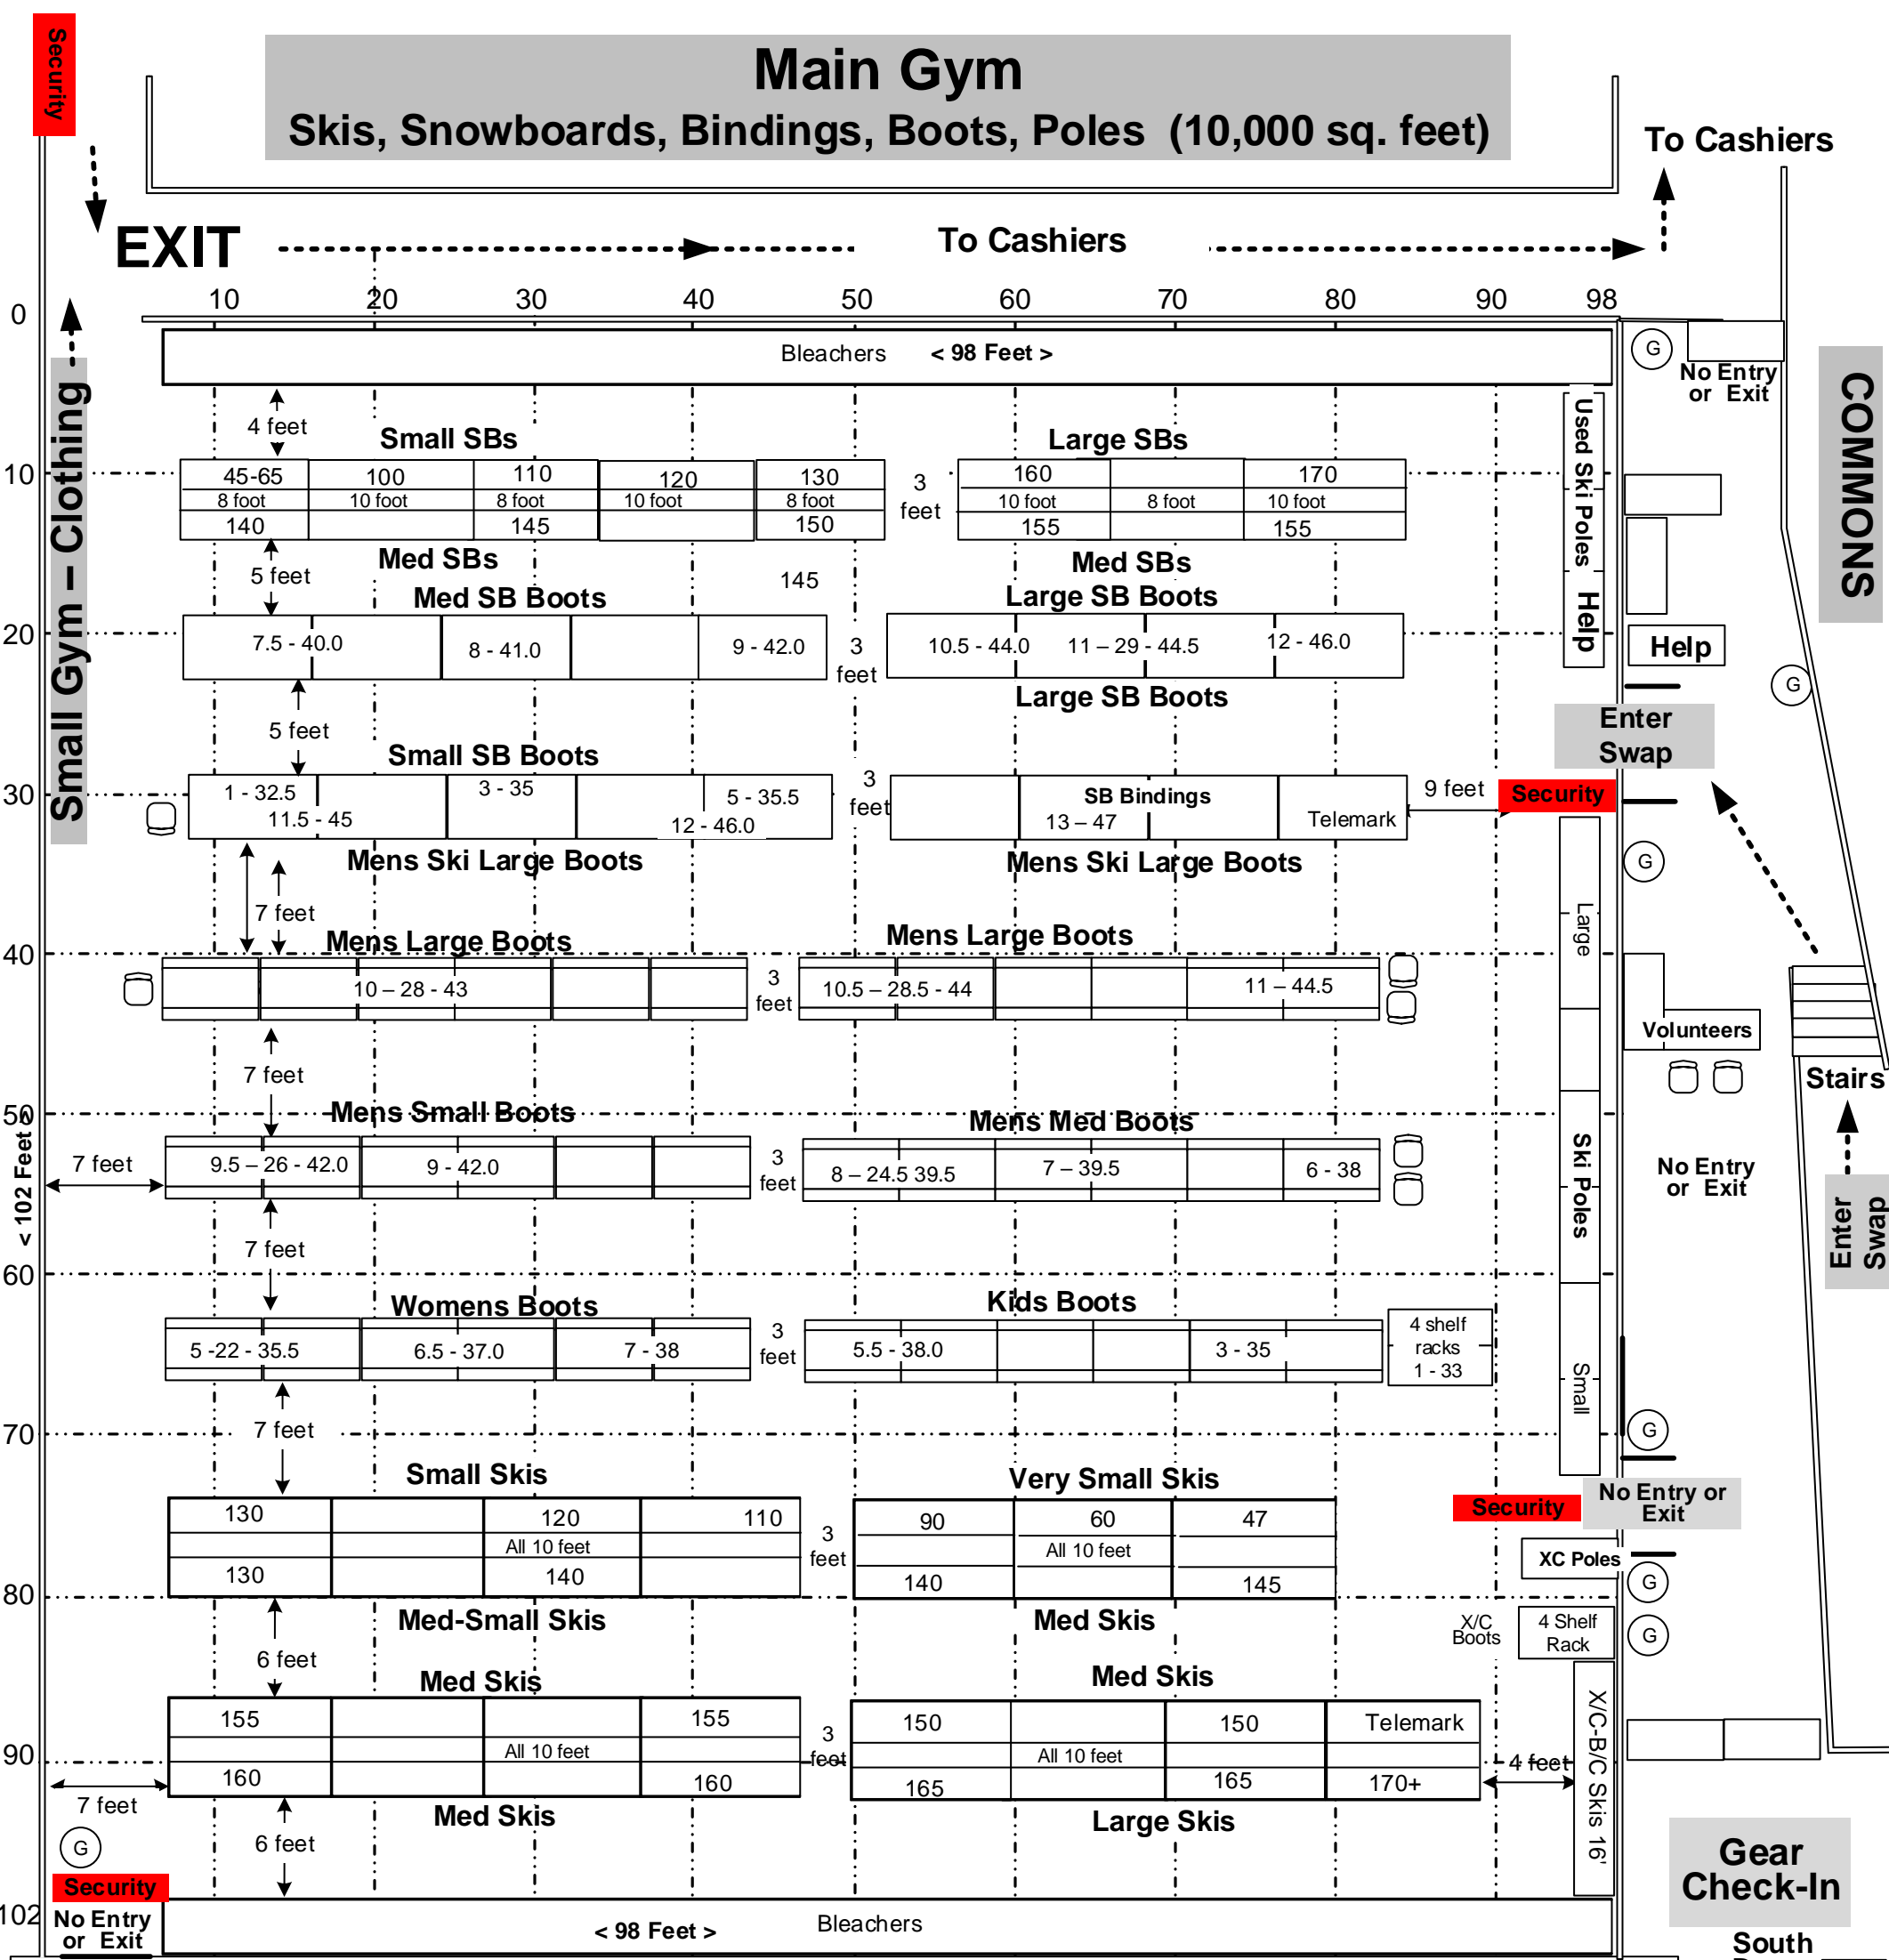 Security
Main Gym
Skis, Snowboards, Bindings, Boots, Poles (10,000 sq. feet)
To Cashiers
EXIT
To Cashiers
0
10
20
30
40
50
60
70
80
90
98
Bleachers < 98 Feet >
G
No Entry
or Exit
COMMONS
Small Gym – Clothing
4 feet
Small SBs
Large SBs
Used Ski Poles
Help
10
45-65
100
110
120
130
8 foot
10 foot
8 foot
10 foot
8 foot
140
145
150
3
feet
160
170
10 foot
8 foot
10 foot
155
155
Med SBs
Med SBs
5 feet
145
Med SB Boots
Large SB Boots
20
7.5 - 40.0
8 - 41.0
9 - 42.0
3
feet
10.5 - 44.0
11 – 29 - 44.5
12 - 46.0
Help
G
Large SB Boots
5 feet
Enter
Swap
Small SB Boots
30
1 - 32.5
3 - 35
5 - 35.5
11.5 - 45
12 - 46.0
3
feet
SB Bindings
13 – 47
Telemark
9 feet
Security
G
Mens Ski Large Boots
Mens Ski Large Boots
7 feet
Large
Mens Large Boots
Mens Large Boots
40
10 – 28 - 43
3
feet
10.5 – 28.5 - 44
11 – 44.5
Volunteers
Stairs
7 feet
50
Mens Small Boots
Mens Med Boots
< 102 Feet >
7 feet
9.5 – 26 - 42.0
9 - 42.0
3
feet
8 – 24.5 39.5
7 – 39.5
6 - 38
Ski Poles
No Entry
or Exit
Enter
Swap
7 feet
60
Womens Boots
Kids Boots
5 -22 - 35.5
6.5 - 37.0
7 - 38
3
feet
5.5 - 38.0
3 - 35
4 shelf
racks
1 - 33
Small
7 feet
70
G
Small Skis
Very Small Skis
130
120
110
All 10 feet
130
140
3
feet
90
60
47
All 10 feet
140
145
Security
No Entry or
Exit
XC Poles
G
80
Med-Small Skis
Med Skis
X/C
Boots
4 Shelf
Rack
G
6 feet
Med Skis
Med Skis
155
155
All 10 feet
160
160
3
feet
150
150
Telemark
All 10 feet
165
165
170+
X/C-B/C Skis 16'
4 feet
90
7 feet
Med Skis
Large Skis
6 feet
G
Security
Gear
Check-In
102
No Entry
or Exit
< 98 Feet > Bleachers
South